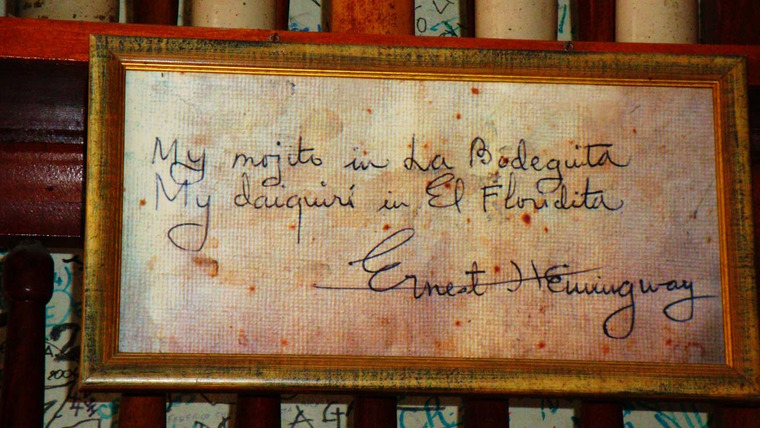 My mojito in La Bodeguita
My daiquirí in El Floridita
Ernest Hemingway